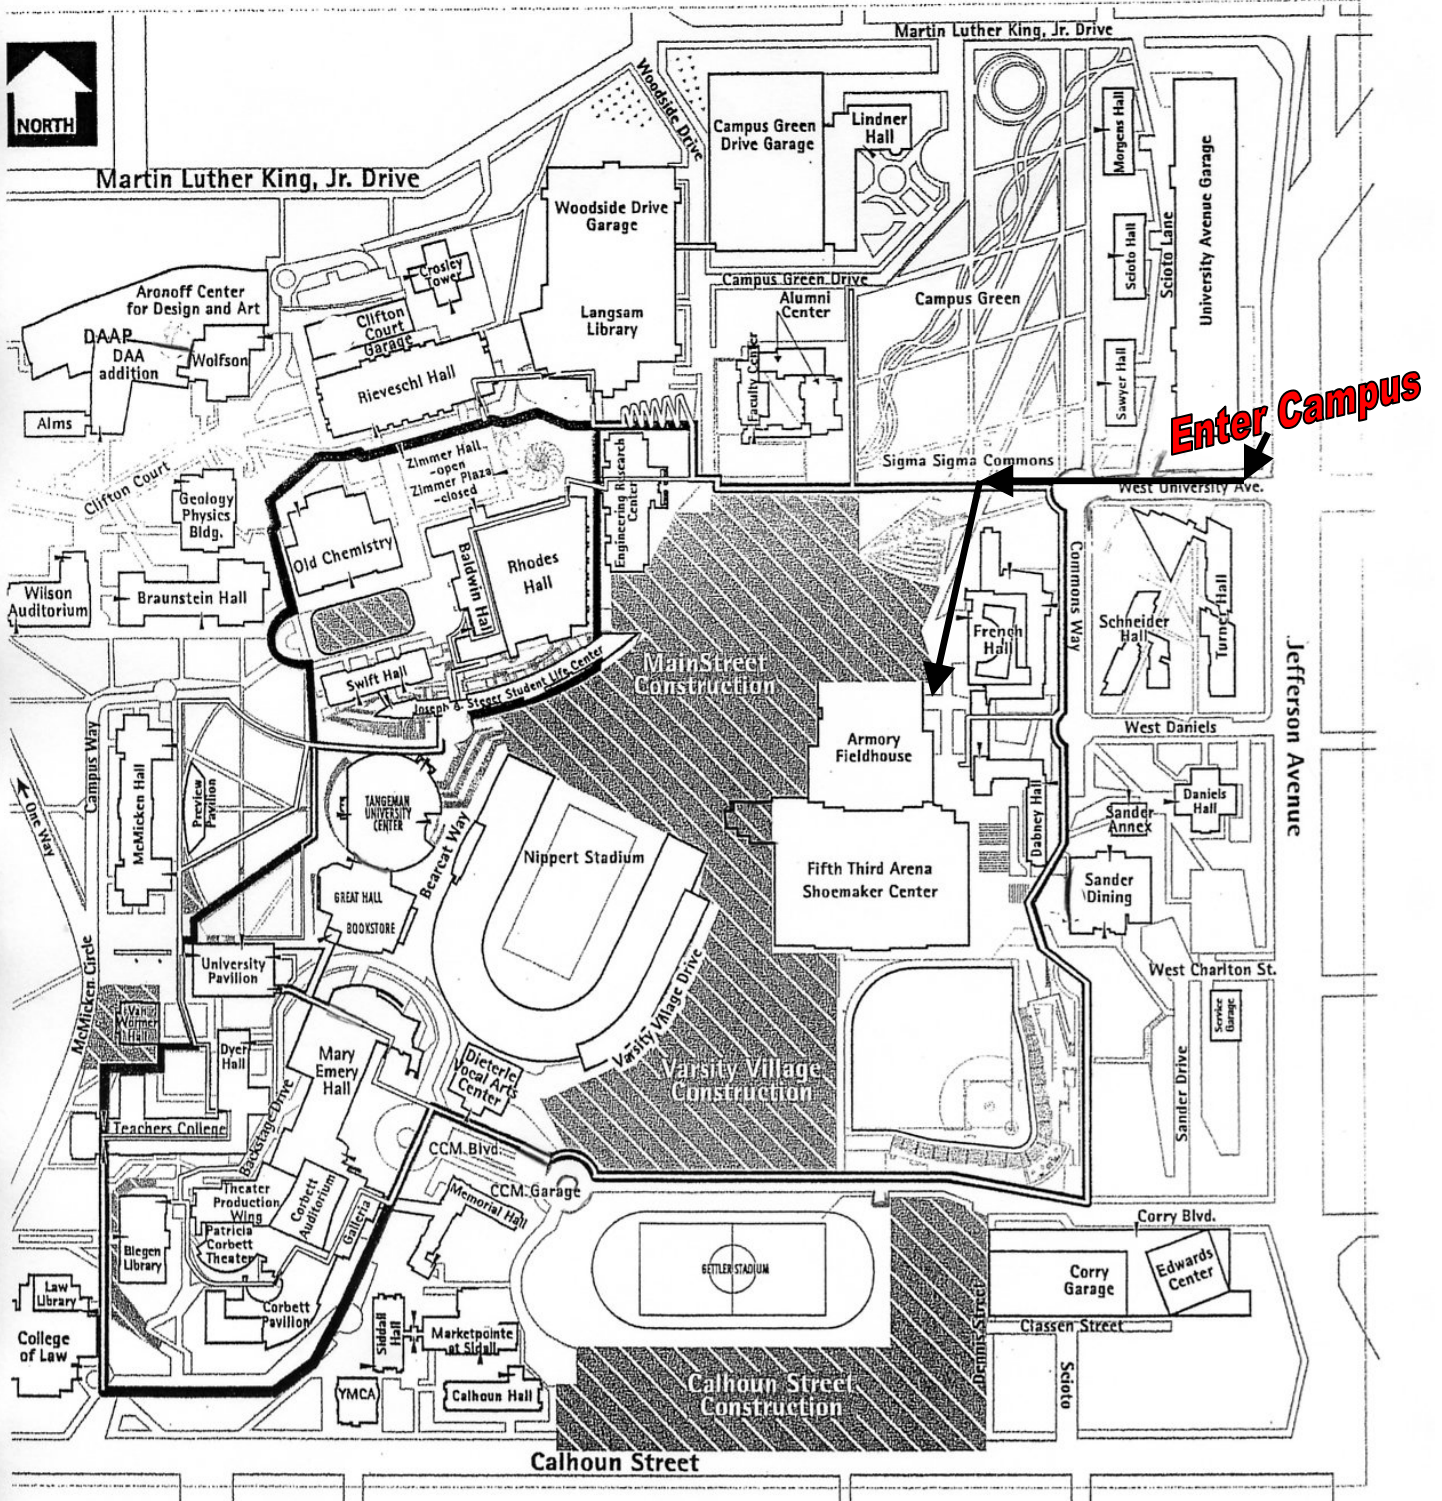 Martin Luther King, Jr. Drive
NORTH
Woodside Drive
Campus Green
Drive Garage
Lindner
Hall
Morgens Hall
University Avenue Garage
Martin Luther King, Jr. Drive
Woodside Drive
Garage
Scioto Hall
Scioto Lane
Crosley
Tower
Campus Green Drive
Aronoff Center
for Design and Art
Alumni
Center
Campus Green
Clifton
Court
Garage
Langsam
Library
DAAP
DAA
addition
Wolfson
Faculty Center
Sawyer Hall
Rieveschl Hall
Enter Campus
Alms
Zimmer Hall
-open
Zimmer Plaza
-closed
Sigma Sigma Commons
Clifton Court
West University Ave.
Engineering Research
Center
Geology
Physics
Bldg.
Old Chemistry
Baldwin Hall
Rhodes
Hall
Commons Way
Wilson
Auditorium
Braunstein Hall
Schneider
Hall
Turner Hall
French
Hall
MainStreet
Construction
Jefferson Avenue
Swift Hall
Joseph A. Steger Student Life Center
West Daniels
Campus Way
McMicken Hall
Preview
Pavilion
Armory
Fieldhouse
One Way
TANGEMAN
UNIVERSITY
CENTER
Daniels
Hall
Bearcat Way
Dabney Hall
Sander
Annex
Nippert Stadium
Fifth Third Arena
Shoemaker Center
Sander
Dining
GREAT HALL
BOOKSTORE
University
Pavilion
West Charlton St.
McMicken Circle
Varsity Village Drive
Van
Wormer
Hall
Service
Garage
Dyer
Hall
Mary
Emery
Hall
Dieterle
Vocal Arts
Center
Varsity Village
Construction
Sander Drive
Teachers College
Backstage Drive
CCM Blvd.
CCM Garage
Theater
Production
Wing
Corbett
Auditorium
Memorial Hall
Galleria
Patricia
Corbett
Theater
Corry Blvd.
Blegen
Library
GETTLER STADIUM
Corry
Garage
Edwards
Center
Law
Library
Corbett
Pavilion
Dennis Street
Classen Street
College
of Law
Siddall
Hall
Marketpointe
at Sidall
Scioto
YMCA
Calhoun Hall
Calhoun Street
Construction
Calhoun Street